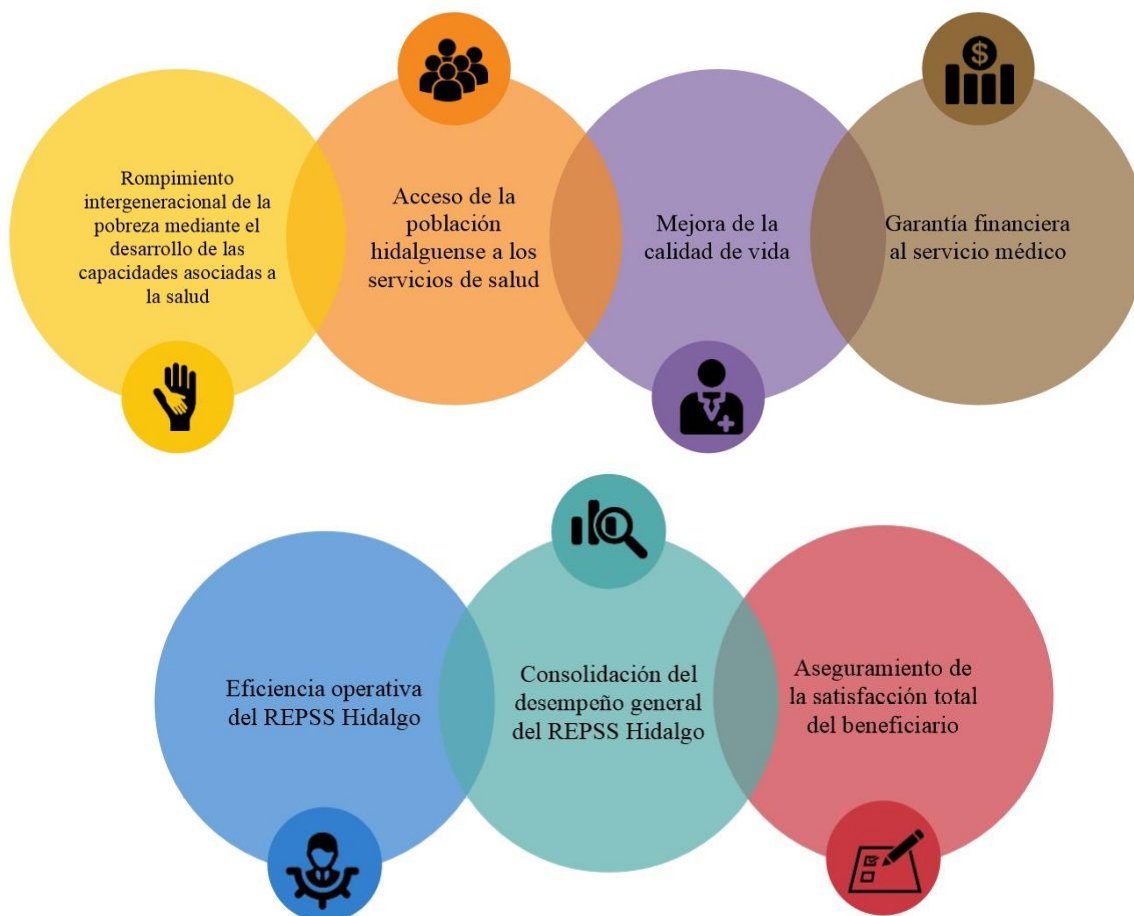 Rompimiento
intergeneracional de la
pobreza mediante el
desarrollo de las
capacidades asociadas a
la salud
Acceso de la
población
hidalguense a los
servicios de salud
Mejora de la
calidad de vida
Garantía financiera
al servicio médico
$
Eficiencia operativa
del REPSS Hidalgo
Consolidación del
desempeño general
del REPSS Hidalgo
Aseguramiento de
la satisfacción total
del beneficiario